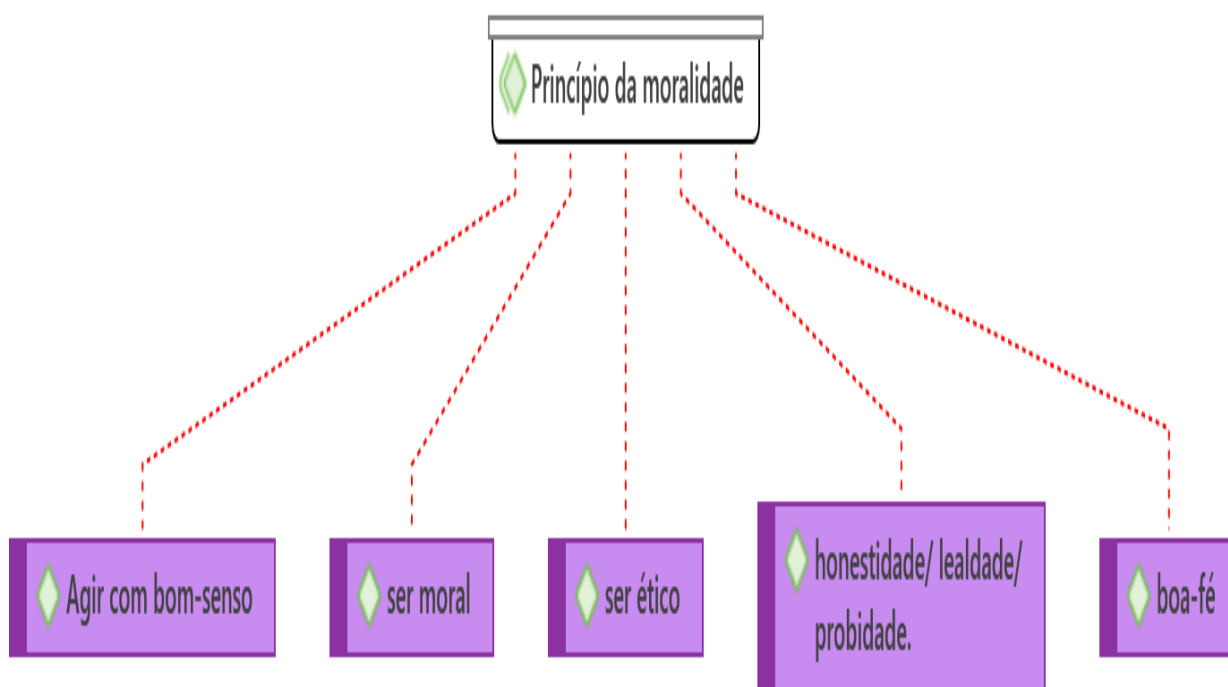 Princípio da moralidade
Agir com bom-senso
ser moral
ser ético
honestidade/ lealdade/
probidade.
boa-fé